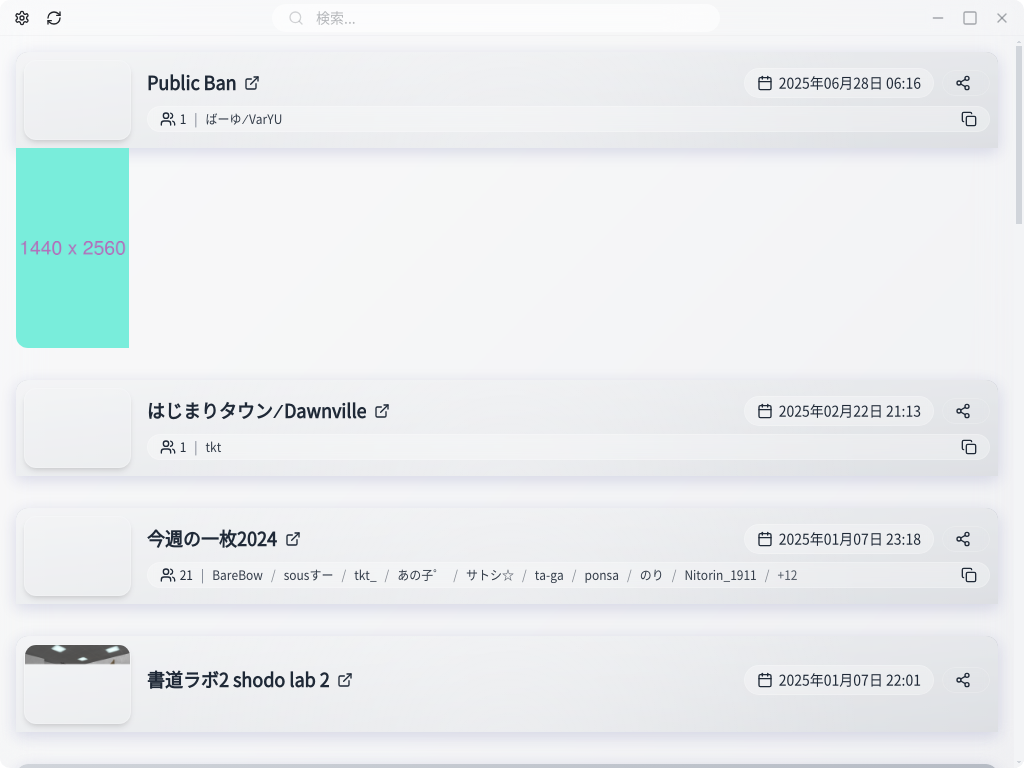 検索...
Public Ban
2025年06月28日 06:16
1 | ばーゆ/VarYU
1440 x 2560
はじまりタウン/Dawnville
2025年02月22日 21:13
1 | tkt
今週の一枚2024
2025年01月07日 23:18
21 | BareBow / sousすー / tkt_ / あの子゜ / サトシ☆ / ta-ga / ponsa / のり / Nitorin_1911 / +12
書道ラボ2 shodo lab 2
2025年01月07日 22:01